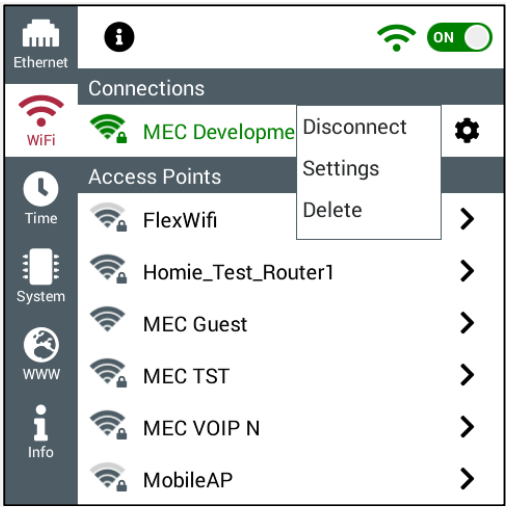 Ethernet
WiFi
Time
System
WWW
Info
ON
Connections
MEC Developme
Disconnect
Settings
Delete
Access Points
FlexWifi
Homie_Test_Router1
MEC Guest
MEC TST
MEC VOIP N
MobileAP